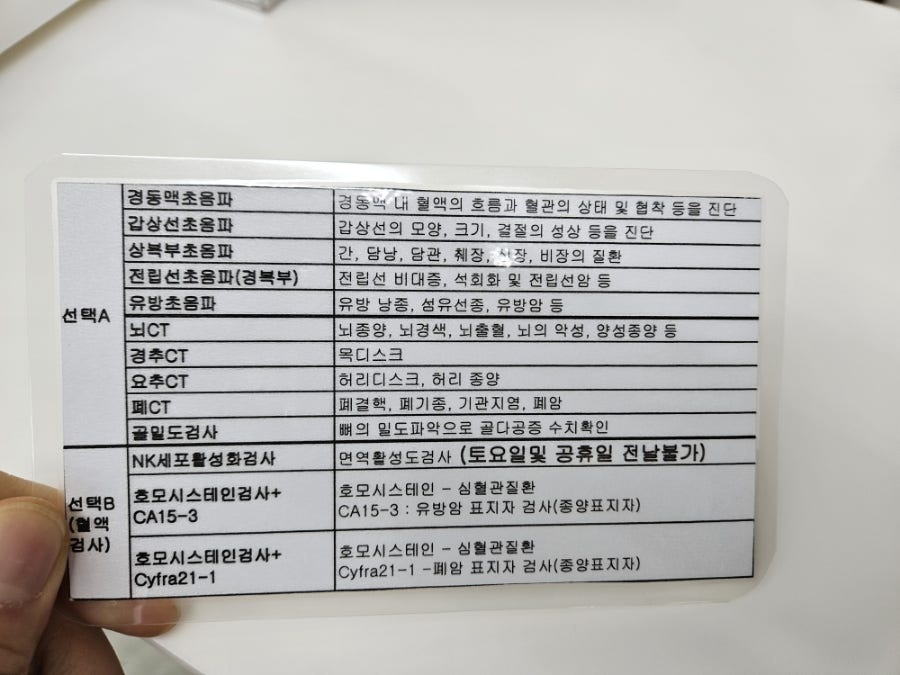 선택A
경동맥초음파 경동맥 내 혈액의 흐름과 혈관의 상태 및 협착 등을 진단
갑상선초음파 갑상선의 모양, 크기, 결절의 성상 등을 진단
상복부초음파 간, 담낭, 담관, 췌장, 비장의 질환
전립선초음파(경복부) 전립선 비대증, 석회화 및 전립선암 등
유방초음파 유방 낭종, 섬유선종, 유방암 등
뇌CT 뇌종양, 뇌경색, 뇌출혈, 뇌의 악성, 양성종양 등
경추CT 목디스크
요추CT 허리디스크, 허리 종양
폐CT 폐결핵, 폐기종, 기관지염, 폐암
골밀도검사 뼈의 밀도파악으로 골다공증 수치확인
선택B
(혈액
검사)
NK세포활성화검사 면역활성도검사 (토요일및 공휴일 전날불가)
호모시스테인검사+
CA15-3
호모시스테인 - 심혈관질환
CA15-3 : 유방암 표지자 검사(종양표지자)
호모시스테인검사+
Cyfra21-1
호모시스테인 - 심혈관질환
Cyfra21-1 -폐암 표지자 검사(종양표지자)